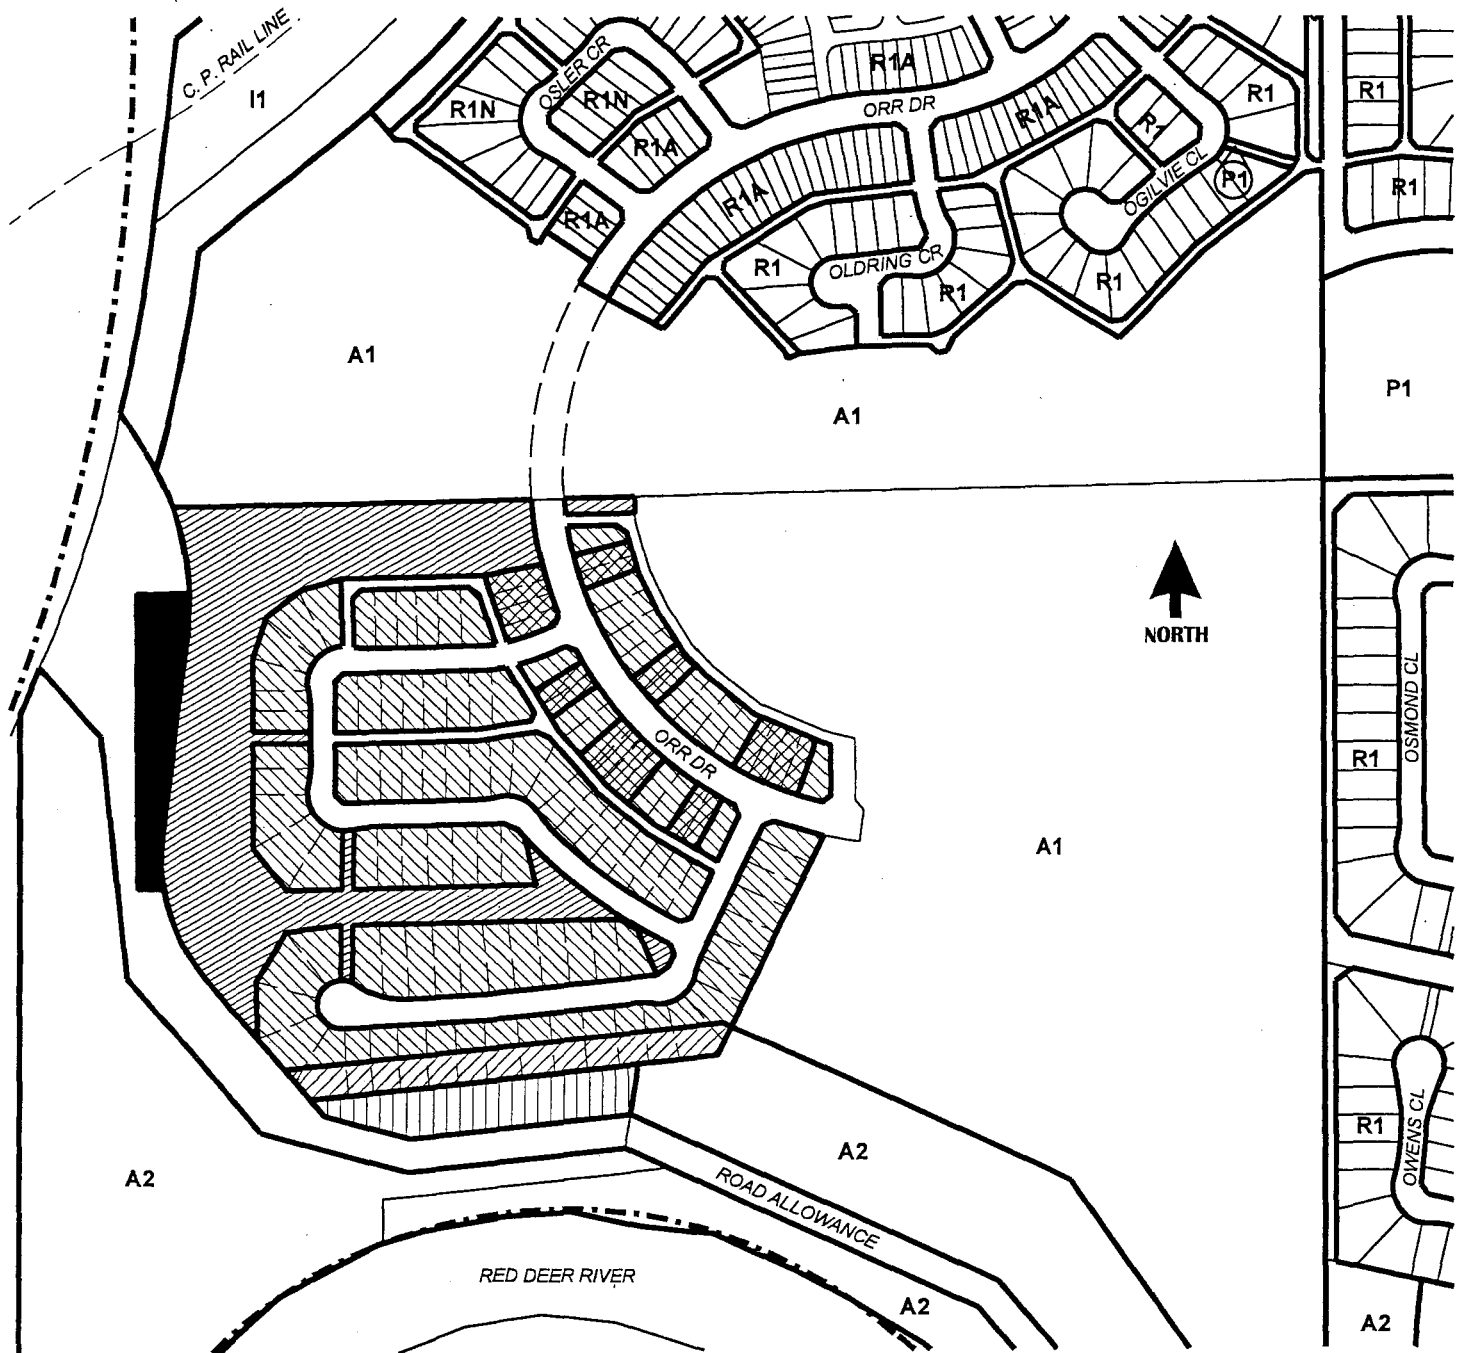 C. P. RAIL LINE
I1
OSLER CR
R1N
R1N
R1A
R1A
R1A
ORR DR
R1A
R1A
R1
R1
R1
R1
P1
OGILVIE CL
R1
OLDRING CR
R1
R1
A1
A1
P1
NORTH
OSMOND CL
R1
ORR DR
A1
R1
OWENS CL
A2
A2
ROAD ALLOWANCE
RED DEER RIVER
A2
A2